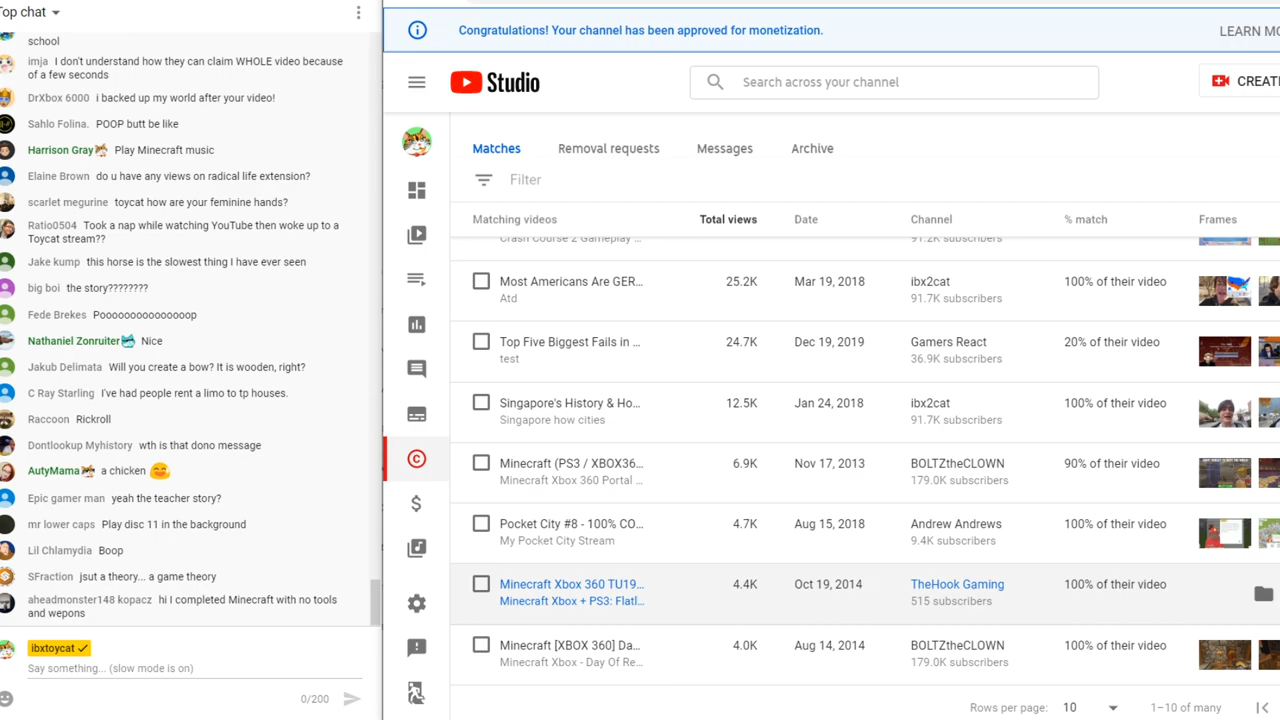 Top chat
school
imja I don't understand how they can claim WHOLE video because
of a few seconds
DrXbox 6000 i backed up my world after your video!
Sahlo Folina. POOP butt be like
Harrison Gray Play Minecraft music
Elaine Brown do u have any views on radical life extension?
scarlet megurine toycat how are your feminine hands?
Ratio0504 Took a nap while watching YouTube then woke up to a
Toycat stream??
Jake kump this horse is the slowest thing I have ever seen
big boi the story????????
Fede Brekes Pooooooooooooooop
Nathaniel Zonruiter Nice
Jakub Delimata Will you create a bow? It is wooden, right?
C Ray Starling I've had people rent a limo to tp houses.
Raccoon Rickroll
Dontlookup Myhistory wth is that dono message
AutyMama a chicken
Epic gamer man yeah the teacher story?
mr lower caps Play disc 11 in the background
Lil Chlamydia Boop
SFraction jsut a theory... a game theory
aheadmonster148 kopacz hi I completed Minecraft with no tools
and wepons
ibxtoycat
Say something... (slow mode is on)
0/200
Congratulations! Your channel has been approved for monetization.
LEARN MO
Studio
Search across your channel
CREATE
Matches Removal requests Messages Archive
Filter
Matching videos Total views Date Channel % match Frames
Crash Course 2 Gameplay ... 91.2K subscribers
Most Americans Are GER... 25.2K Mar 19, 2018 ibx2cat 100% of their video
Atd 91.7K subscribers
Top Five Biggest Fails in ... 24.7K Dec 19, 2019 Gamers React 20% of their video
test 36.9K subscribers
Singapore's History & Ho... 12.5K Jan 24, 2018 ibx2cat 100% of their video
Singapore how cities 91.7K subscribers
Minecraft (PS3 / XBOX36... 6.9K Nov 17, 2013 BOLTZtheCLOWN 90% of their video
Minecraft Xbox 360 Portal ... 179.0K subscribers
Pocket City #8 - 100% CO... 4.7K Aug 15, 2018 Andrew Andrews 100% of their video
My Pocket City Stream 9.4K subscribers
Minecraft Xbox 360 TU19... 4.4K Oct 19, 2014 TheHook Gaming 100% of their video
Minecraft Xbox + PS3: Flatl... 515 subscribers
Minecraft [XBOX 360] Da... 4.0K Aug 14, 2014 BOLTZtheCLOWN 100% of their video
Minecraft Xbox - Day Of Re... 179.0K subscribers
Rows per page: 10 1–10 of many